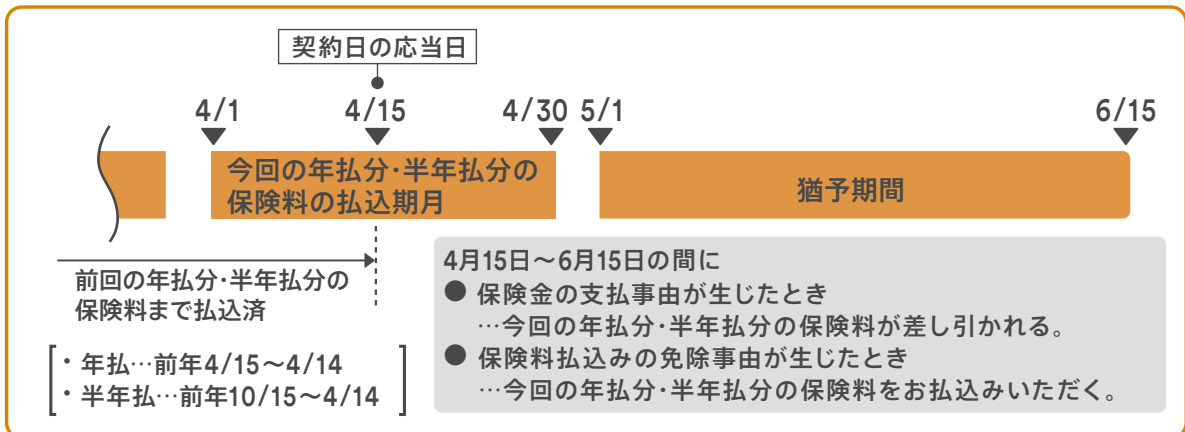 契約日の応当日
4/1 4/15 4/30 5/1 6/15
今回の年払分・半年払分の
保険料の払込期月
猶予期間
前回の年払分・半年払分の
保険料まで払込済
・年払…前年4/15～4/14
・半年払…前年10/15～4/14
4月15日～6月15日の間に
● 保険金の支払事由が生じたとき
…今回の年払分・半年払分の保険料が差し引かれる。
● 保険料払込みの免除事由が生じたとき
…今回の年払分・半年払分の保険料をお払込みいただく。